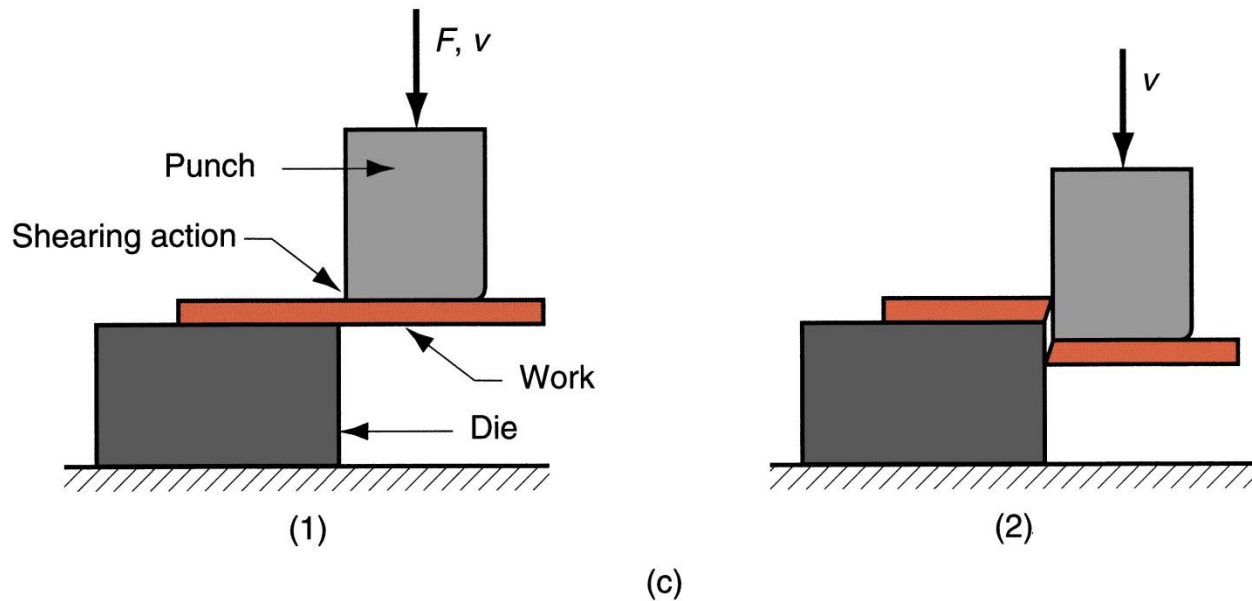 F, v
v
Punch
Shearing action
Work
Die
(1)
(2)
(c)